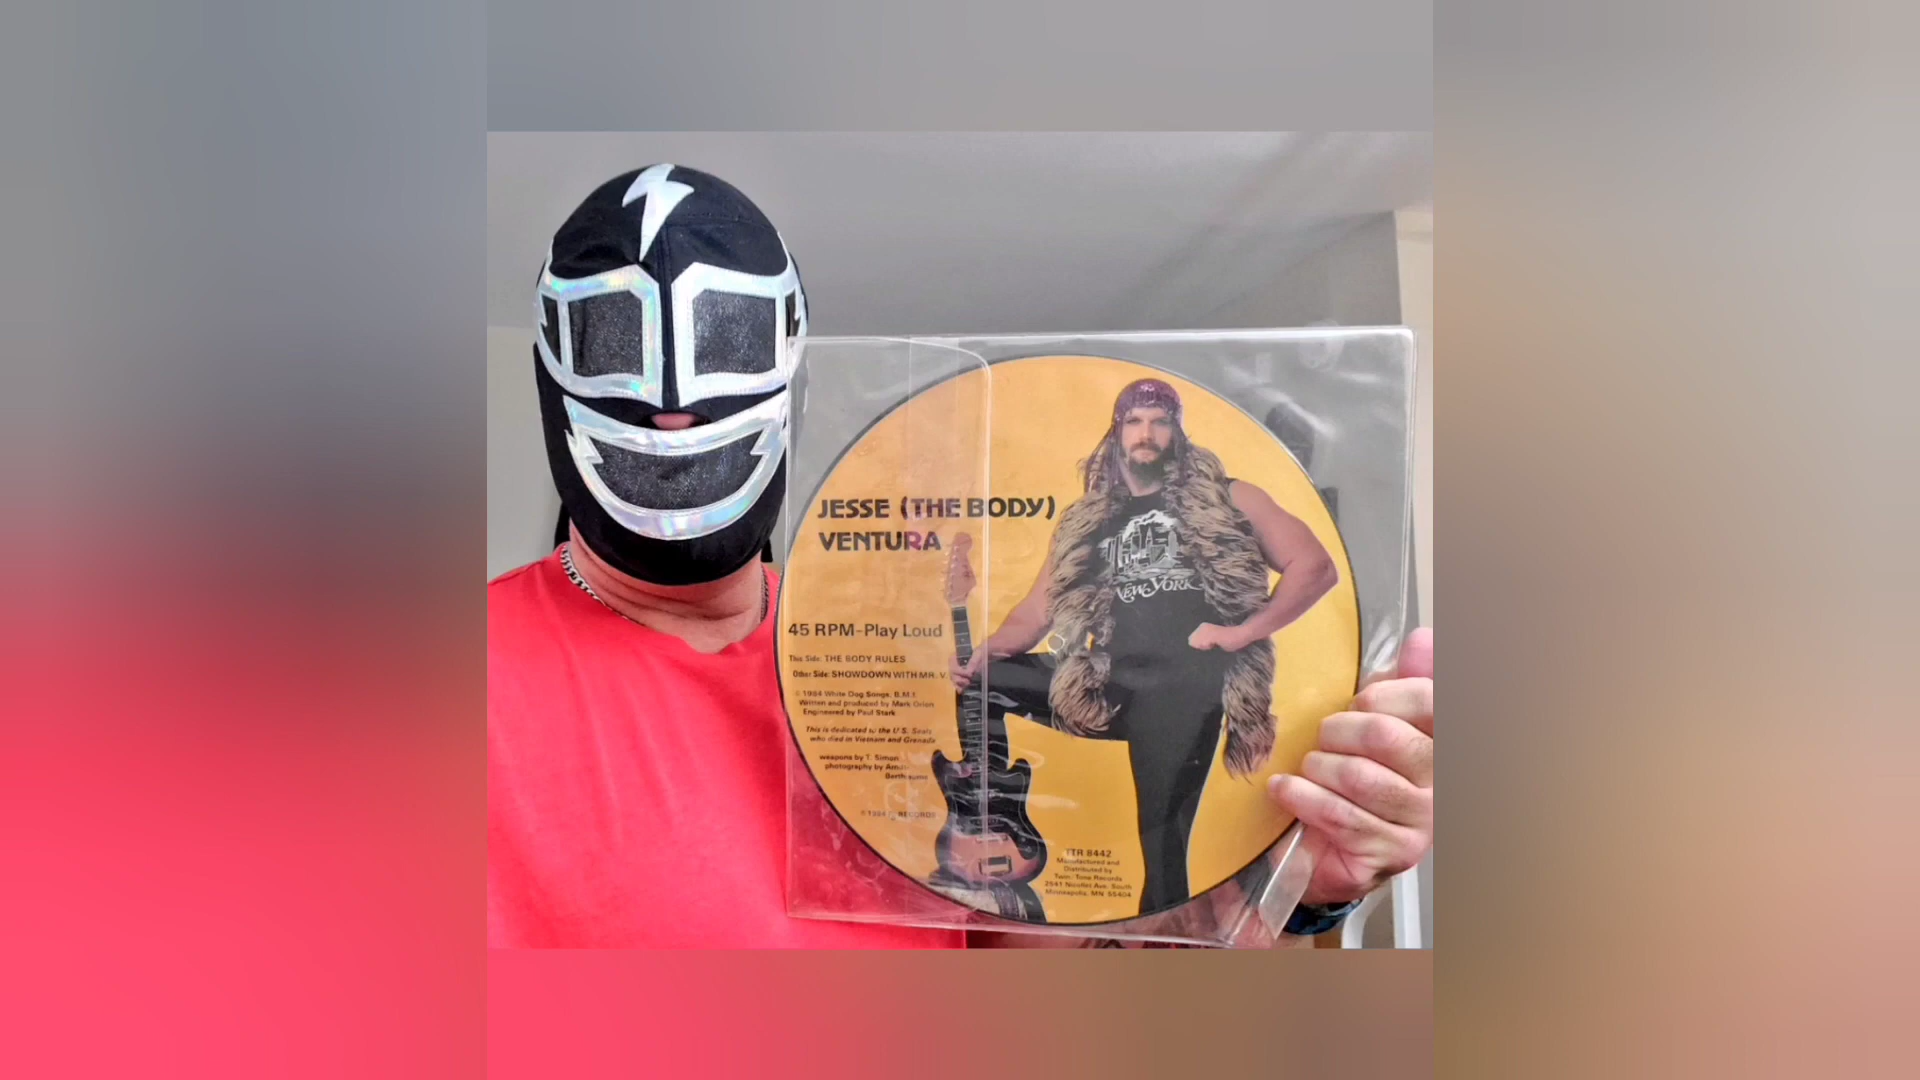 JESSE (THE BODY)
VENTURA
NEW YORK
45 RPM-Play Loud
This Side: THE BODY RULES
Other Side: SHOWDOWN WITH MR. V.
© 1984 White Dog Songs, B.M.I.
Written and produced by Mark Orion
Engineered by Paul Stark
This is dedicated to the U.S. Seals
who died in Vietnam and Grenada
weapons by T. Simon
photography by
© 1984 RECORDS
TTR 8442
Manufactured and
Distributed by
Twin/Tone Records
2541 Nicollet Ave. South
Minneapolis, MN 55404